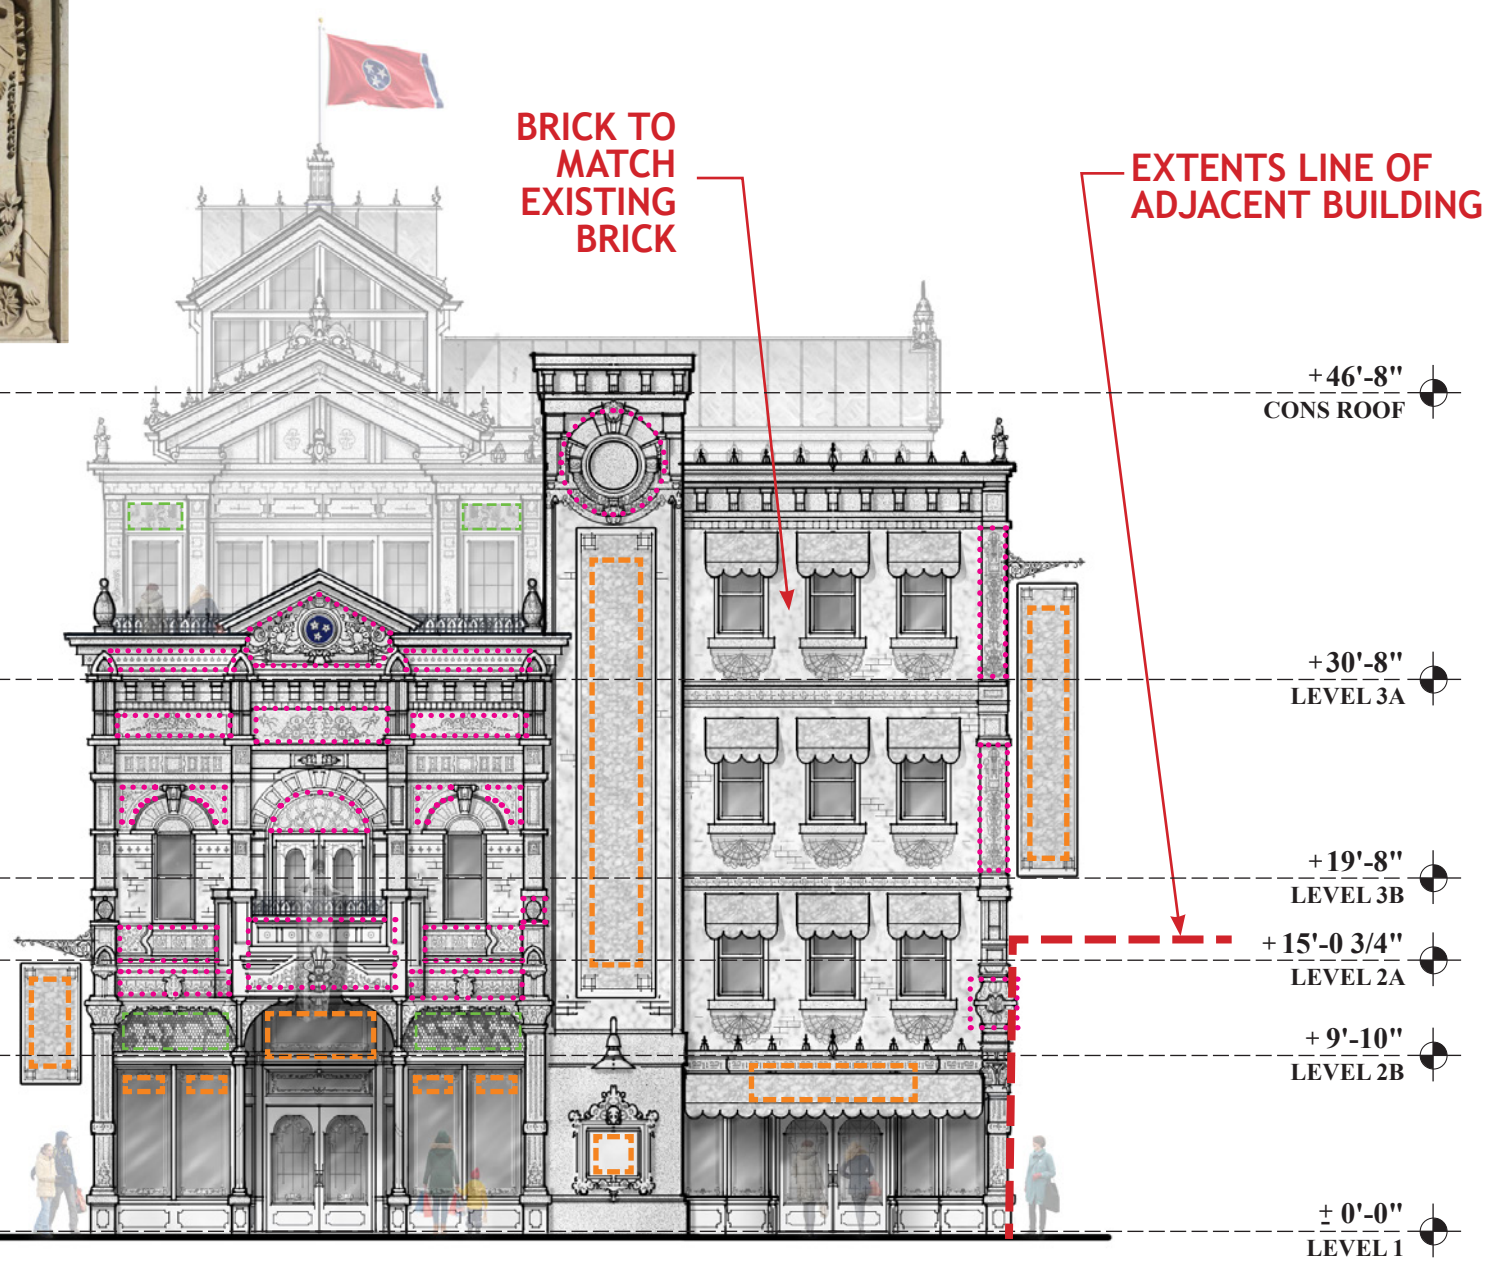 BRICK TO
MATCH
EXISTING
BRICK
EXTENTS LINE OF
ADJACENT BUILDING
+46'-8"
CONS ROOF
+30'-8"
LEVEL 3A
+19'-8"
LEVEL 3B
+15'-0 3/4"
LEVEL 2A
+9'-10"
LEVEL 2B
± 0'-0"
LEVEL 1